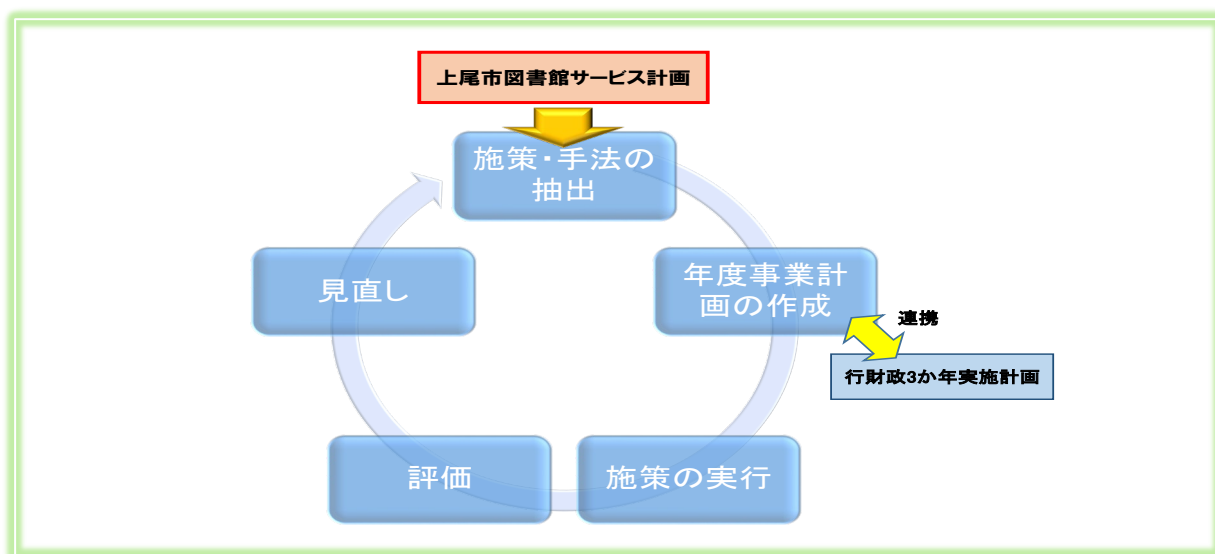 上尾市図書館サービス計画
施策・手法の
抽出
年度事業計
画の作成
連携
行財政3か年実施計画
施策の実行
評価
見直し